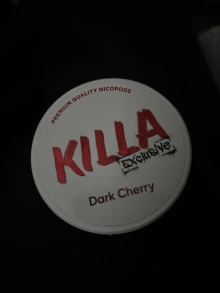 PREMIUM QUALITY NICOPODS
KILLA
EXCLUSIVE
Dark Cherry